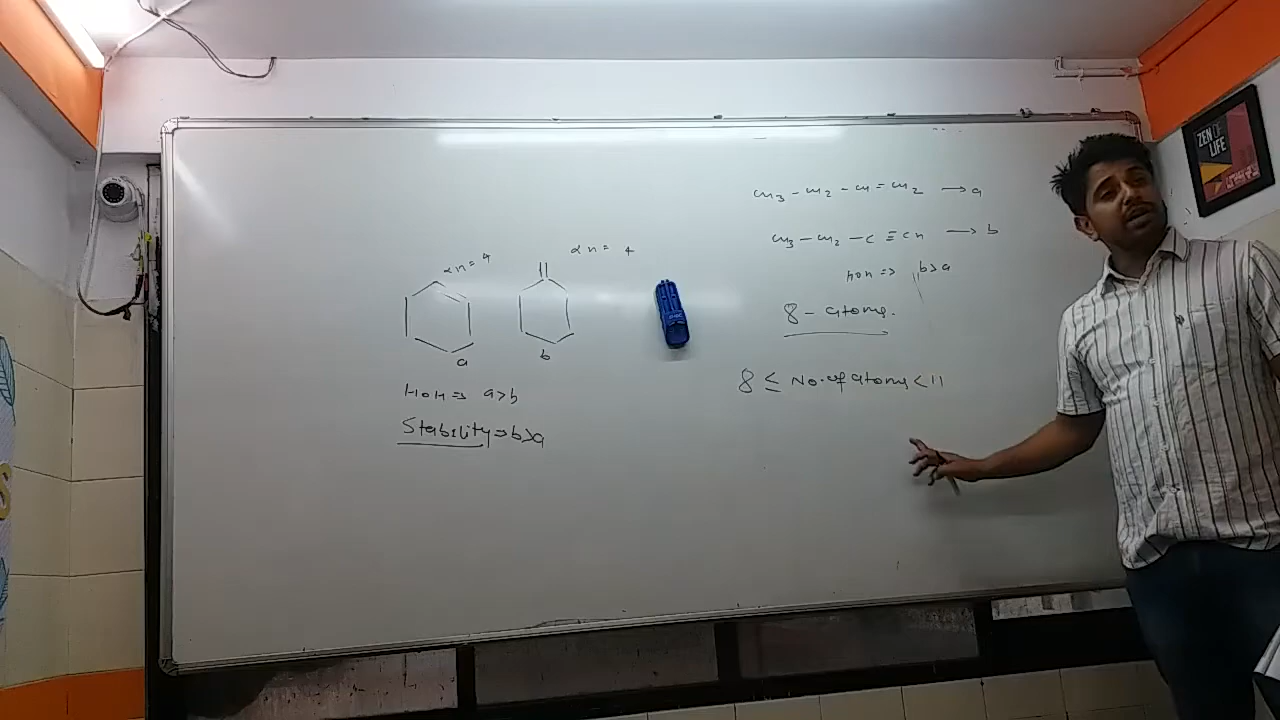 CH3 - CH2 - CH = CH2 → a
CH3 - CH2 - C ≡ CH → b
HOH ⇒ b>a
8 - atoms.
8 ≤ No. of atoms < 11
αH = 4
αH = 4
a
b
HOH ⇒ a>b
Stability ⇒ b>a
ZEN OF LIFE